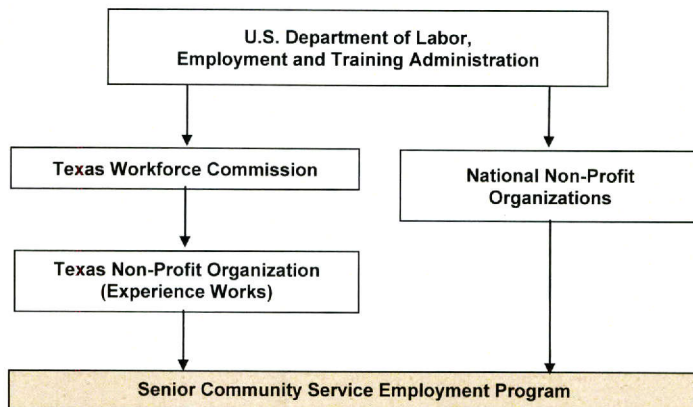 U.S. Department of Labor,
Employment and Training Administration
Texas Workforce Commission
National Non-Profit
Organizations
Texas Non-Profit Organization
(Experience Works)
Senior Community Service Employment Program